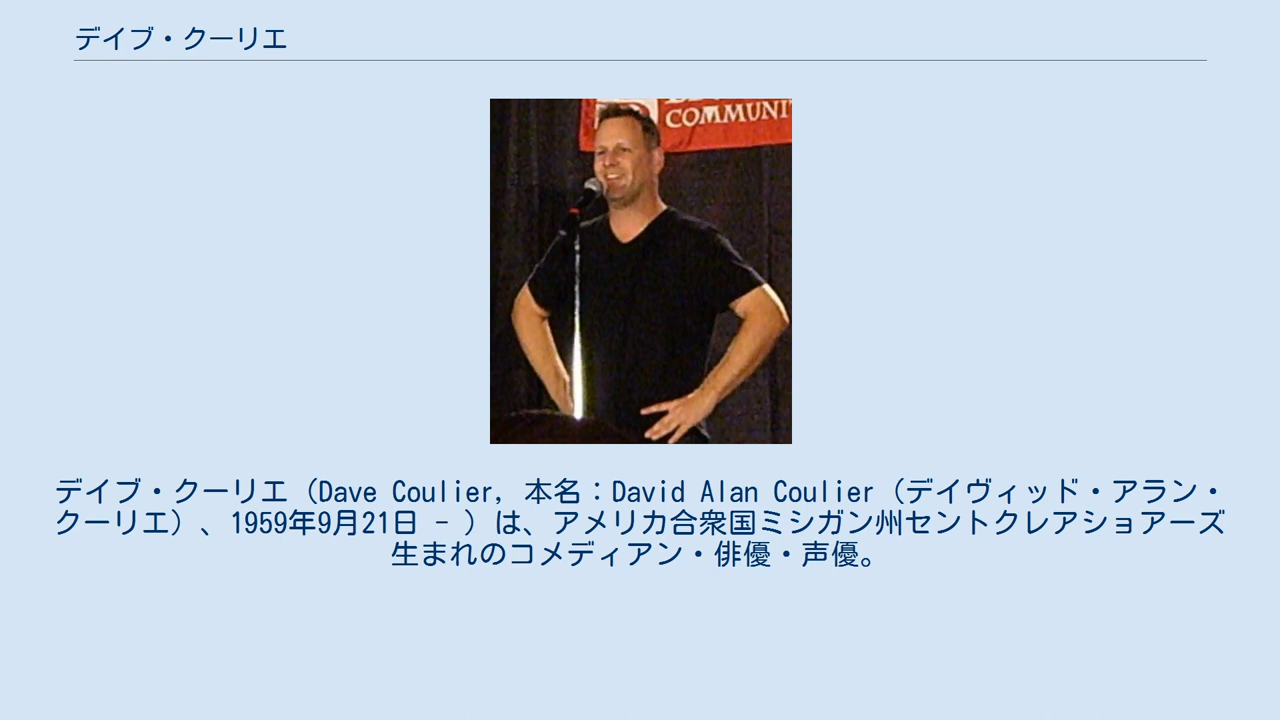 デイブ・クーリエ
COMMUNI
デイブ・クーリエ（Dave Coulier, 本名：David Alan Coulier（デイヴィッド・アラン・
クーリエ）、1959年9月21日 - ）は、アメリカ合衆国ミシガン州セントクレアショアーズ
生まれのコメディアン・俳優・声優。